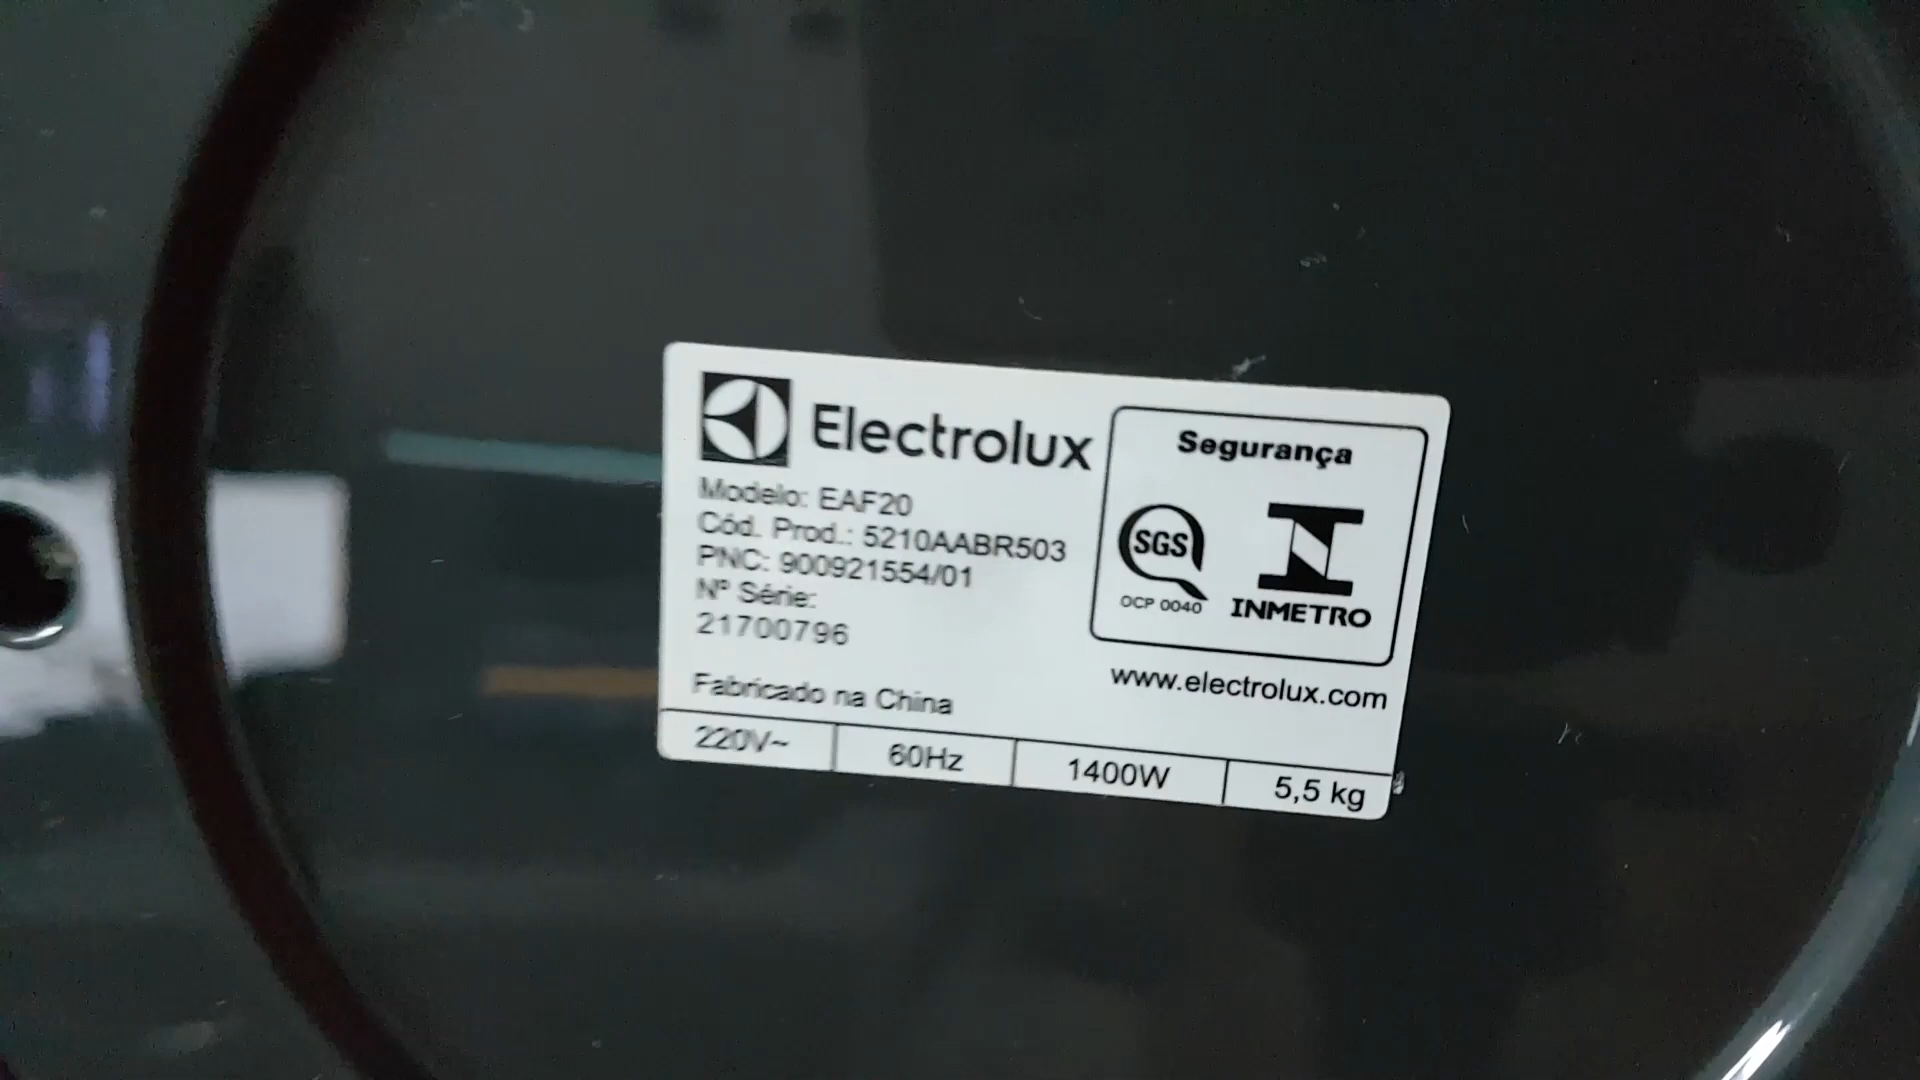 Electrolux
Modelo: EAF20
Cód. Prod.: 5210AABR503
PNC: 900921554/01
Nº Série:
21700796
Fabricado na China
Segurança
SGS
OCP 0040
INMETRO
www.electrolux.com
220V~ 60Hz 1400W 5,5 kg